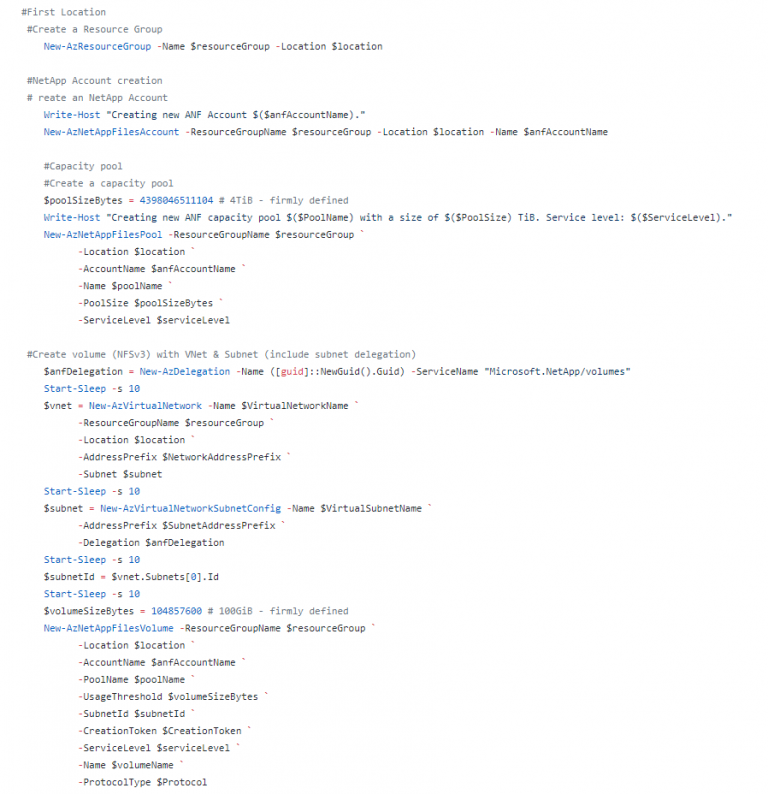 #First Location
#Create a Resource Group
New-AzResourceGroup -Name $resourceGroup -Location $location
#NetApp Account creation
# reate an NetApp Account
Write-Host "Creating new ANF Account $($anfAccountName)."
New-AzNetAppFilesAccount -ResourceGroupName $resourceGroup -Location $location -Name $anfAccountName
#Capacity pool
#Create a capacity pool
$poolSizeBytes = 4398046511104 # 4TiB - firmly defined
Write-Host "Creating new ANF capacity pool $($PoolName) with a size of $($PoolSize) TiB. Service level: $($ServiceLevel)."
New-AzNetAppFilesPool -ResourceGroupName $resourceGroup `
-Location $location `
-AccountName $anfAccountName `
-Name $poolName `
-PoolSize $poolSizeBytes `
-ServiceLevel $serviceLevel
#Create volume (NFSv3) with VNet & Subnet (include subnet delegation)
$anfDelegation = New-AzDelegation -Name ([guid]::NewGuid().Guid) -ServiceName "Microsoft.NetApp/volumes"
Start-Sleep -s 10
$vnet = New-AzVirtualNetwork -Name $VirtualNetworkName `
-ResourceGroupName $resourceGroup `
-Location $location `
-AddressPrefix $NetworkAddressPrefix `
-Subnet $subnet
Start-Sleep -s 10
$subnet = New-AzVirtualNetworkSubnetConfig -Name $VirtualSubnetName `
-AddressPrefix $SubnetAddressPrefix `
-Delegation $anfDelegation
Start-Sleep -s 10
$subnetId = $vnet.Subnets[0].Id
Start-Sleep -s 10
$volumeSizeBytes = 104857600 # 100GiB - firmly defined
New-AzNetAppFilesVolume -ResourceGroupName $resourceGroup `
-Location $location `
-AccountName $anfAccountName `
-PoolName $poolName `
-UsageThreshold $volumeSizeBytes `
-SubnetId $subnetId `
-CreationToken $CreationToken `
-ServiceLevel $serviceLevel `
-Name $volumeName `
-ProtocolType $Protocol